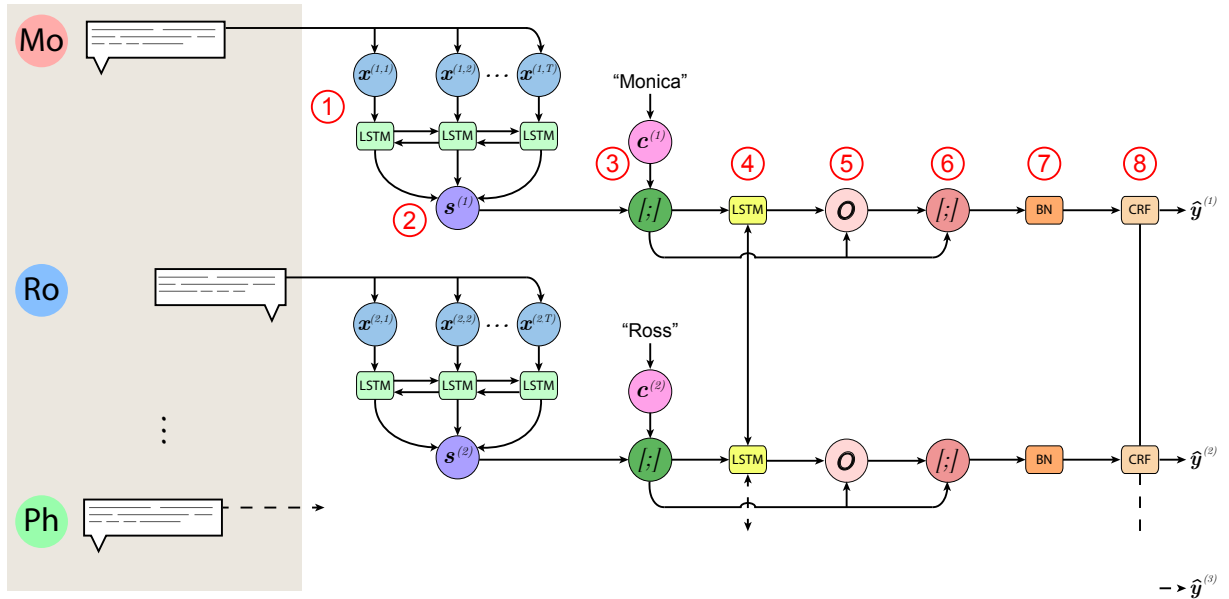 Mo
x^(1,1) x^(1,2) ... x^(1,T)
"Monica"
1
LSTM LSTM LSTM
c^(1)
3 4 5 6 7 8
2
s^(1) [;] LSTM O [;] BN CRF ŷ^(1)
Ro
x^(2,1) x^(2,2) ... x^(2,T)
"Ross"
LSTM LSTM LSTM
c^(2)
s^(2) [;] LSTM O [;] BN CRF ŷ^(2)
Ph
ŷ^(3)